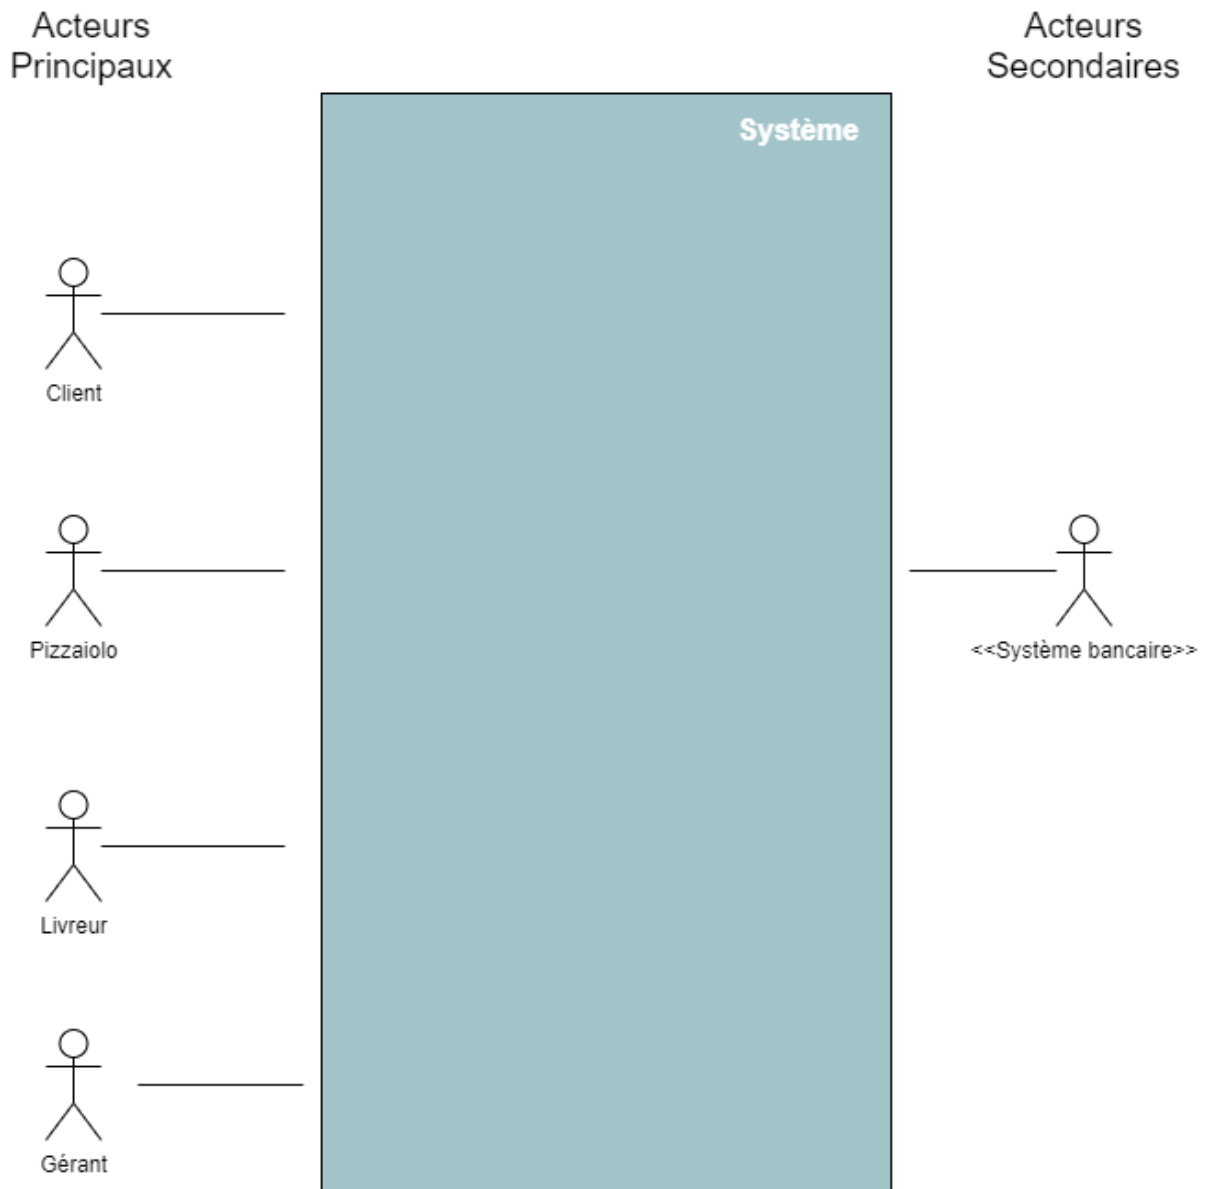 Acteurs
Principaux
Acteurs
Secondaires
Système
Client
Pizzaiolo
<<Système bancaire>>
Livreur
Gérant